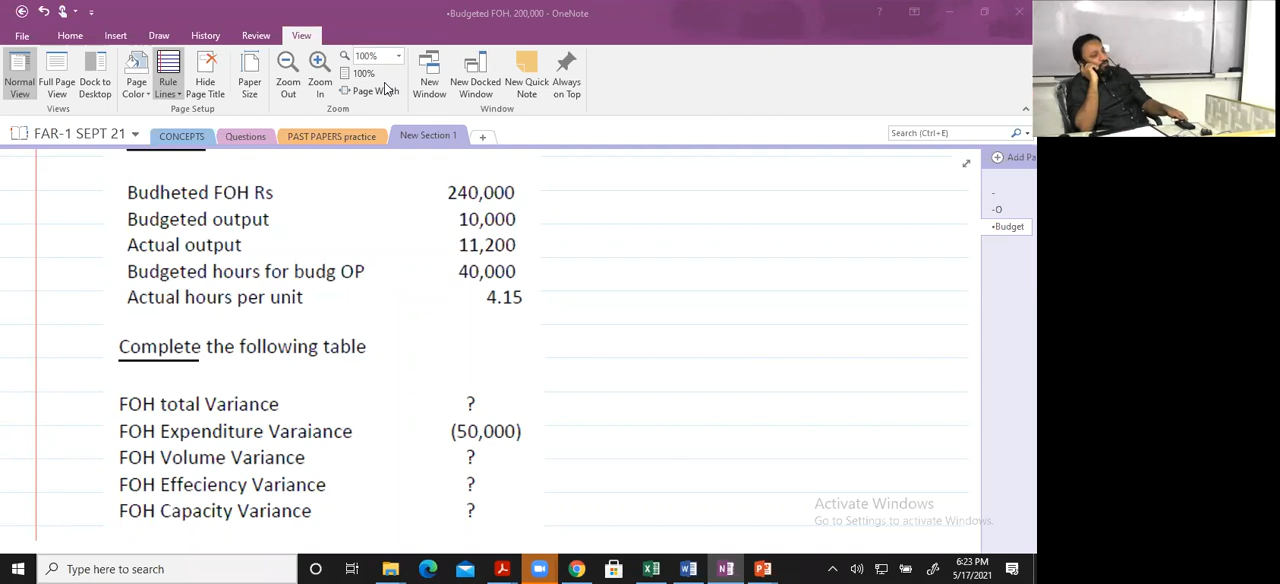 •Budgeted FOH. 200,000 - OneNote
File Home Insert Draw History Review View
Normal View
Full Page View
Dock to Desktop
Page Color
Rule Lines
Hide Page Title
Paper Size
Zoom Out
Zoom In
100%
100%
Page Width
New Window
New Docked Window
New Quick Note
Always on Top
Views Page Setup Zoom Window
FAR-1 SEPT 21 CONCEPTS Questions PAST PAPERS practice New Section 1 Search (Ctrl+E)
Add Pa
-
-O
•Budget
Budheted FOH Rs 240,000
Budgeted output 10,000
Actual output 11,200
Budgeted hours for budg OP 40,000
Actual hours per unit 4.15
Complete the following table
FOH total Variance ?
FOH Expenditure Varaiance (50,000)
FOH Volume Variance ?
FOH Effeciency Variance ?
FOH Capacity Variance ?
Activate Windows
Go to Settings to activate Windows.
Type here to search
6:23 PM
5/17/2021